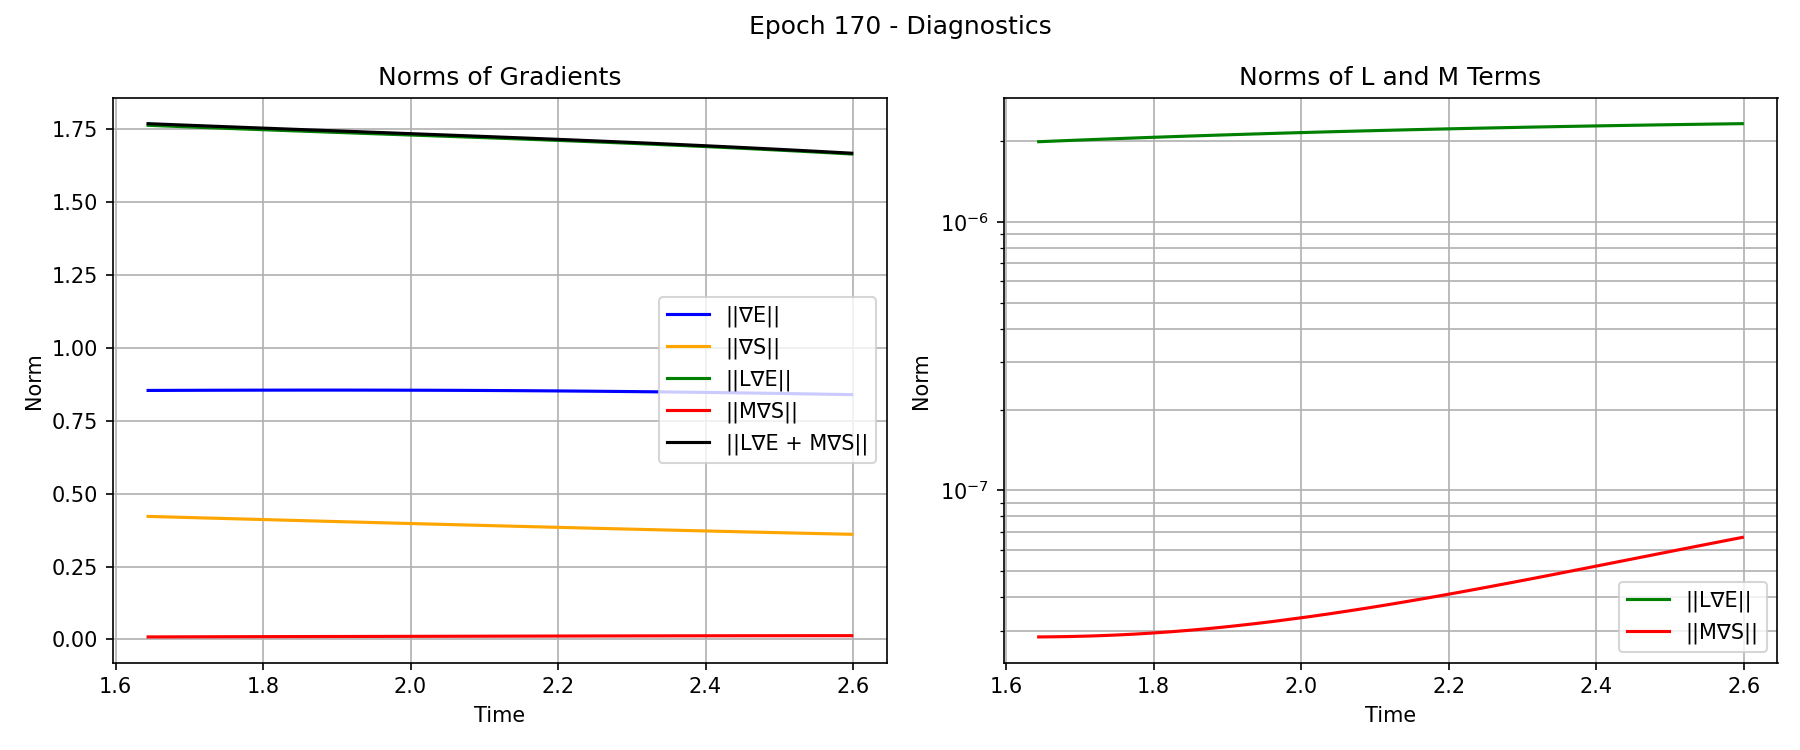 Epoch 170 - Diagnostics
Norms of Gradients
Norm
1.75
1.50
1.25
1.00
0.75
0.50
0.25
0.00
||∇E||
||∇S||
||L∇E||
||M∇S||
||L∇E + M∇S||
1.6 1.8 2.0 2.2 2.4 2.6
Time
Norms of L and M Terms
Norm
10⁻⁶
10⁻⁷
||L∇E||
||M∇S||
1.6 1.8 2.0 2.2 2.4 2.6
Time